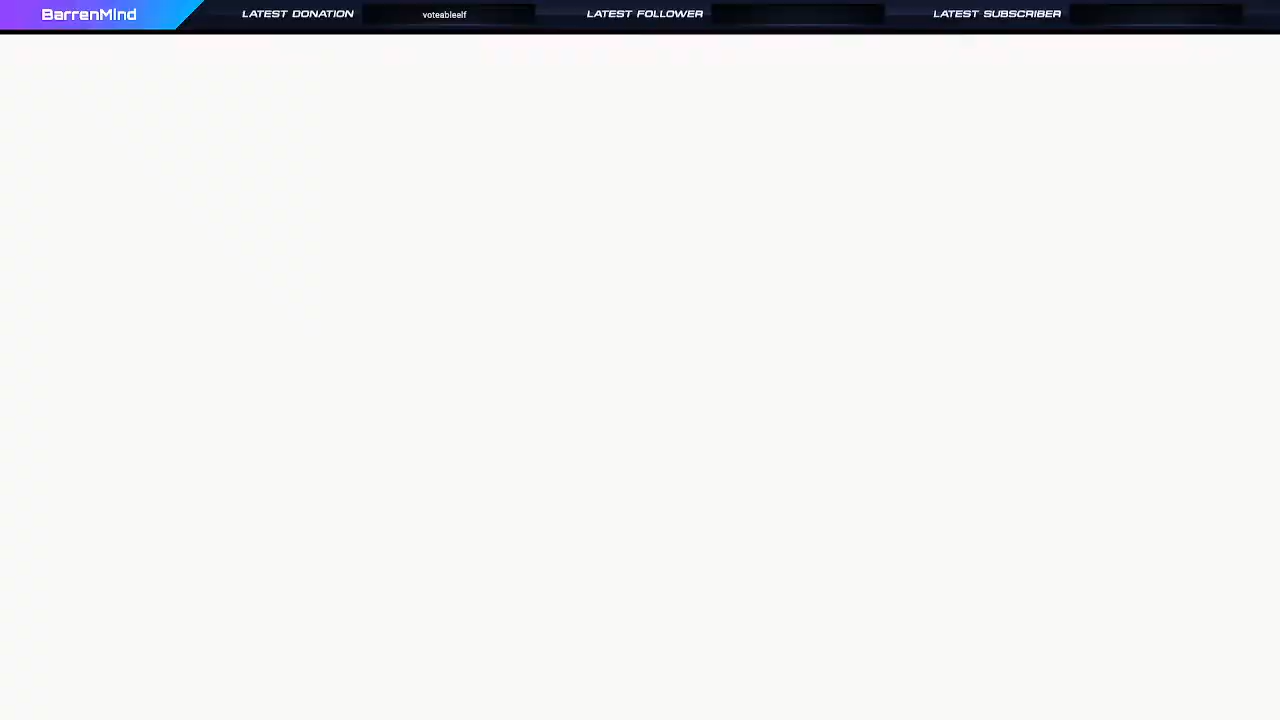 BarrenMind
LATEST DONATION
voteableelf
LATEST FOLLOWER
LATEST SUBSCRIBER